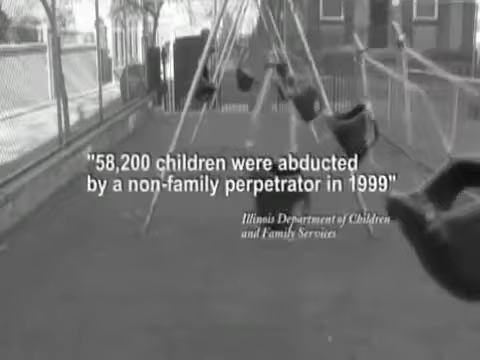 "58,200 children were abducted
by a non-family perpetrator in 1999"
Illinois Department of Children
and Family Services